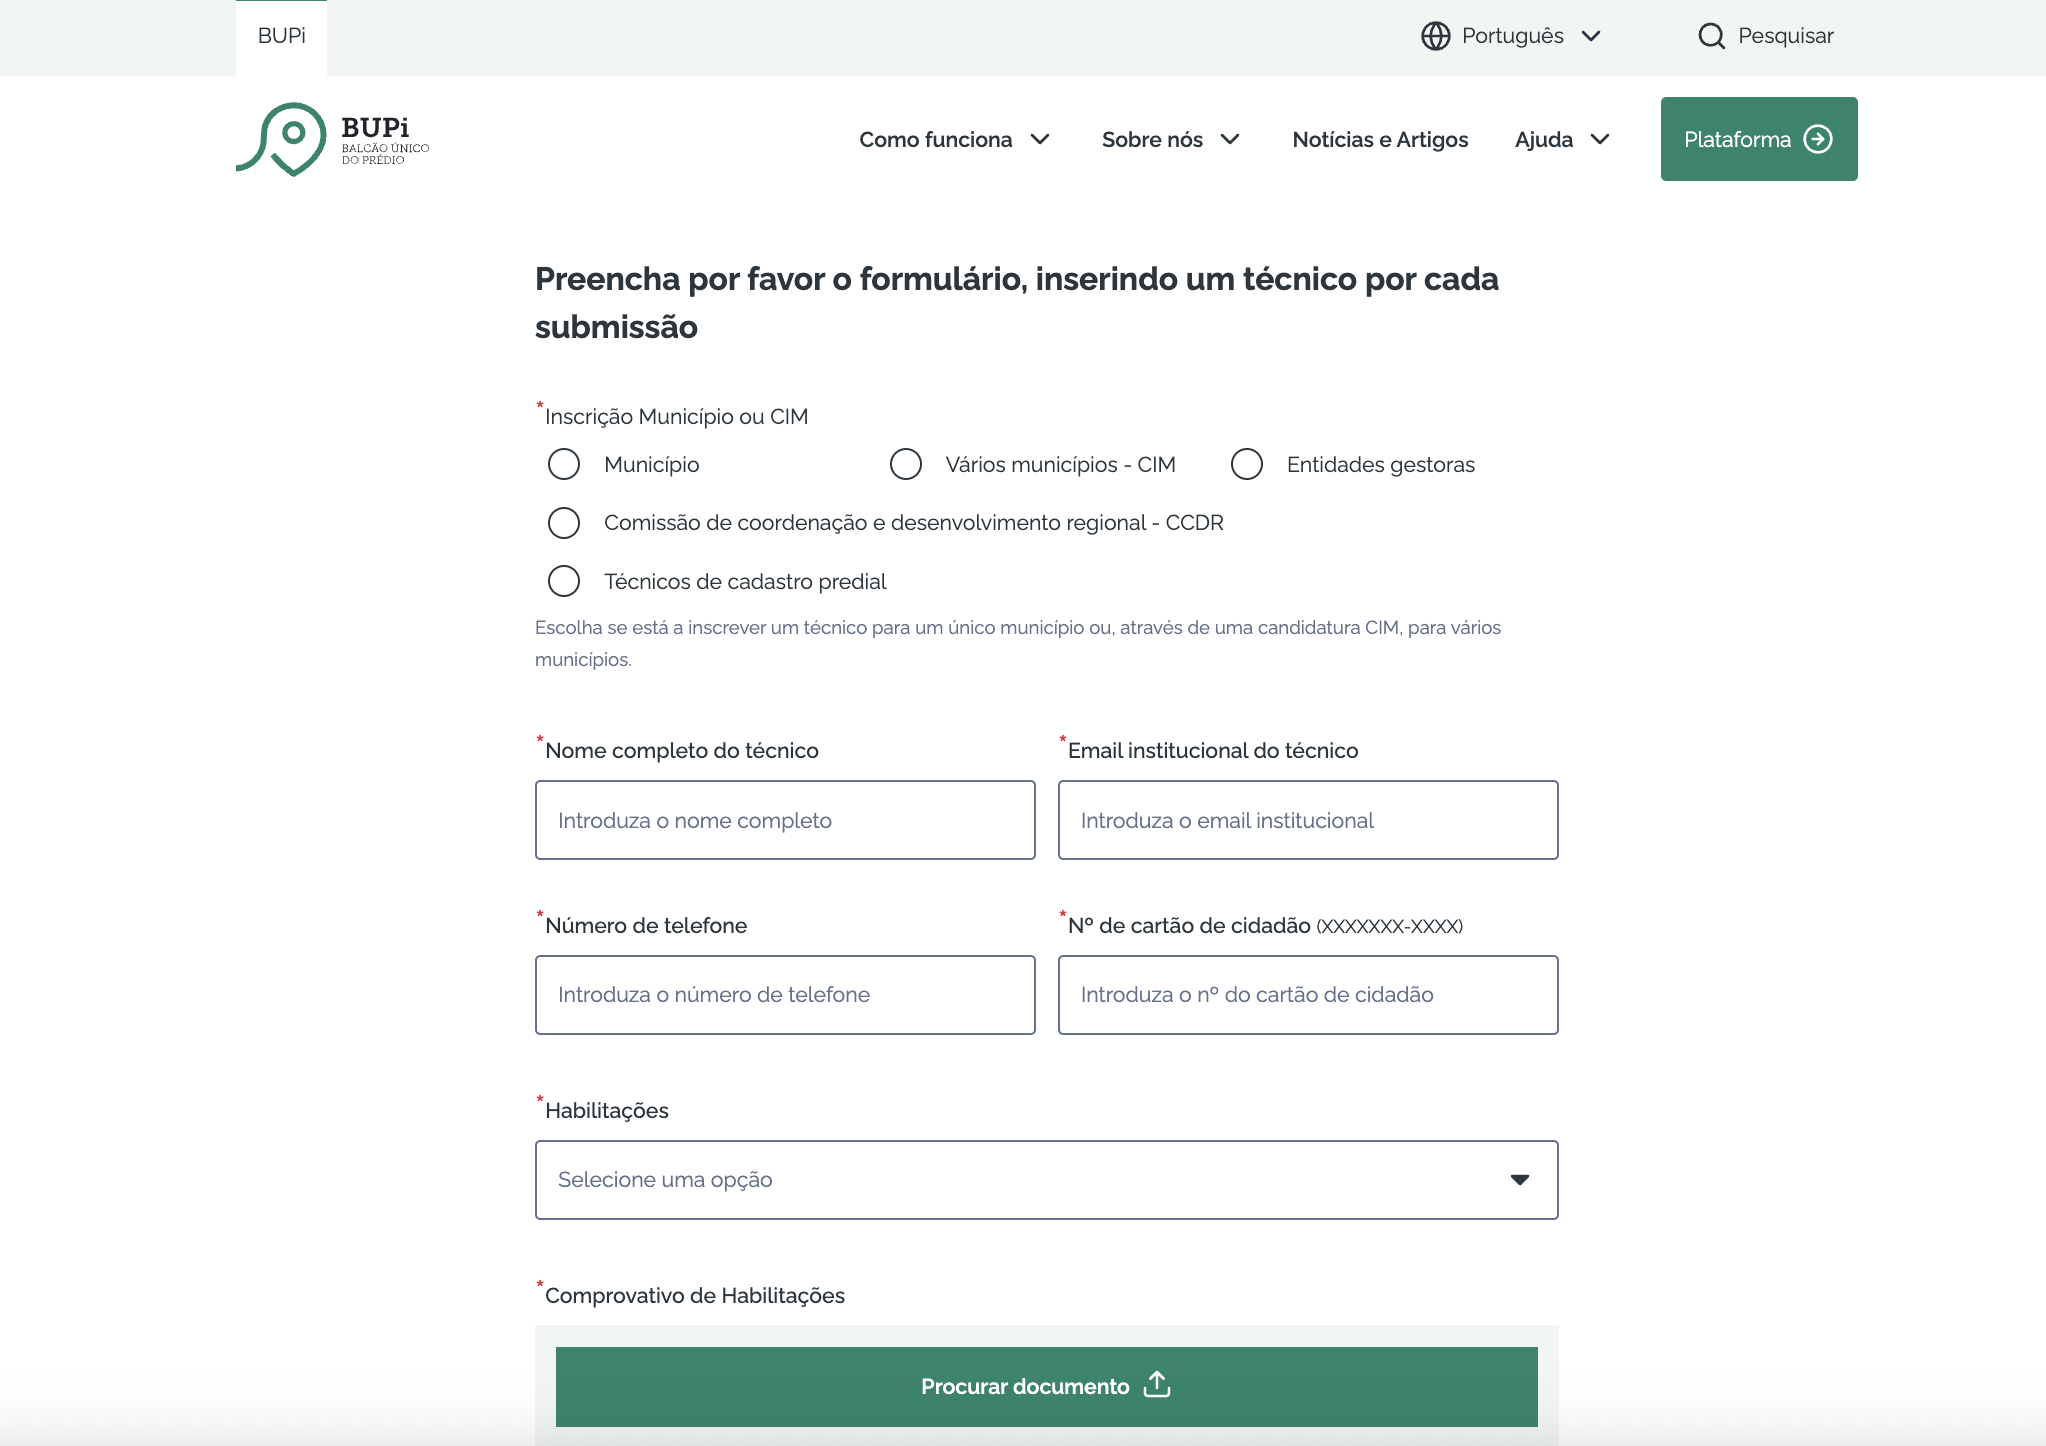 BUPi
Português
Pesquisar
BUPi
BALCÃO ÚNICO
DO PRÉDIO
Como funciona
Sobre nós
Notícias e Artigos
Ajuda
Plataforma
Preencha por favor o formulário, inserindo um técnico por cada
submissão
*Inscrição Município ou CIM
Município
Vários municípios - CIM
Entidades gestoras
Comissão de coordenação e desenvolvimento regional - CCDR
Técnicos de cadastro predial
Escolha se está a inscrever um técnico para um único município ou, através de uma candidatura CIM, para vários
municípios.
*Nome completo do técnico
Introduza o nome completo
*Email institucional do técnico
Introduza o email institucional
*Número de telefone
Introduza o número de telefone
*Nº de cartão de cidadão (XXXXXXX-XXXX)
Introduza o nº do cartão de cidadão
*Habilitações
Selecione uma opção
*Comprovativo de Habilitações
Procurar documento